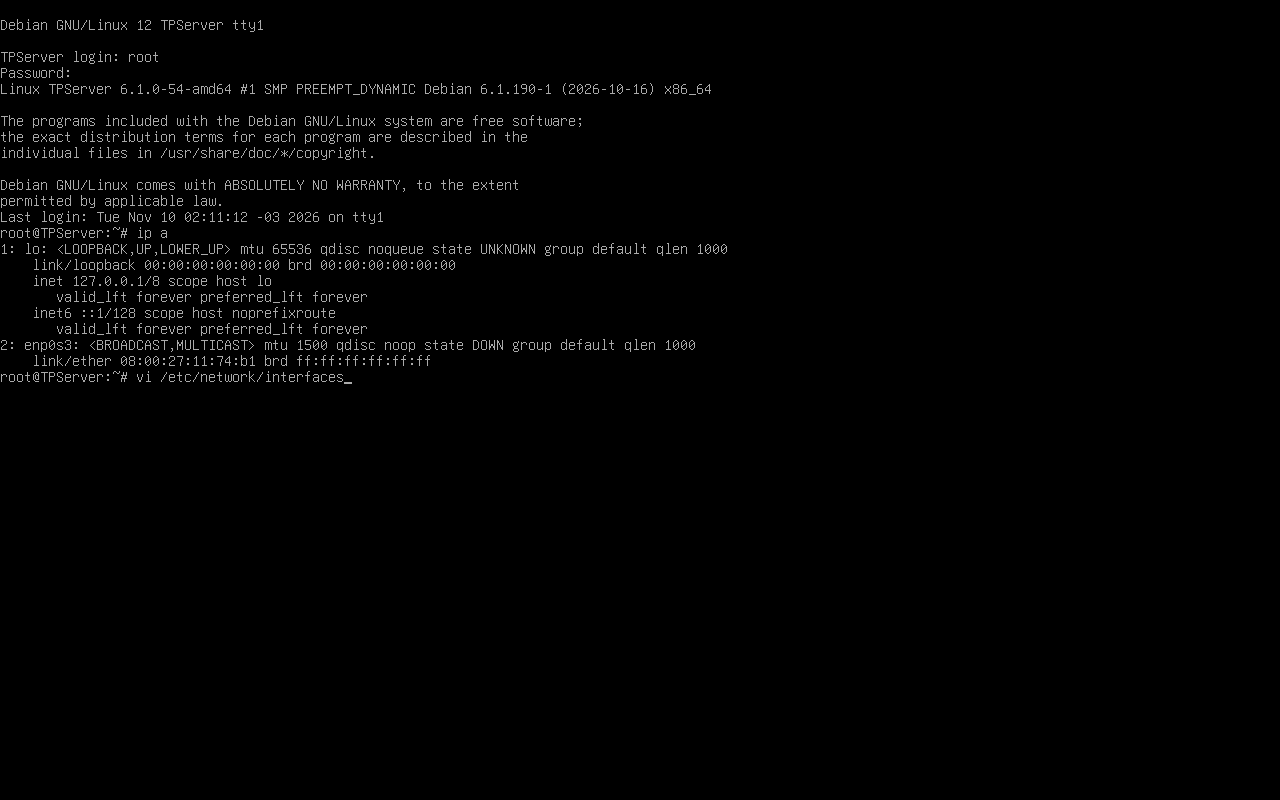 Debian GNU/Linux 12 TPServer tty1
TPServer login: root
Password:
Linux TPServer 6.1.0-54-amd64 #1 SMP PREEMPT_DYNAMIC Debian 6.1.190-1 (2026-10-16) x86_64
The programs included with the Debian GNU/Linux system are free software;
the exact distribution terms for each program are described in the
individual files in /usr/share/doc/*/copyright.
Debian GNU/Linux comes with ABSOLUTELY NO WARRANTY, to the extent
permitted by applicable law.
Last login: Tue Nov 10 02:11:12 -03 2026 on tty1
root@TPServer:~# ip a
1: lo: <LOOPBACK,UP,LOWER_UP> mtu 65536 qdisc noqueue state UNKNOWN group default qlen 1000
    link/loopback 00:00:00:00:00:00 brd 00:00:00:00:00:00
    inet 127.0.0.1/8 scope host lo
       valid_lft forever preferred_lft forever
    inet6 ::1/128 scope host noprefixroute
       valid_lft forever preferred_lft forever
2: enp0s3: <BROADCAST,MULTICAST> mtu 1500 qdisc noop state DOWN group default qlen 1000
    link/ether 08:00:27:11:74:b1 brd ff:ff:ff:ff:ff:ff
root@TPServer:~# vi /etc/network/interfaces_